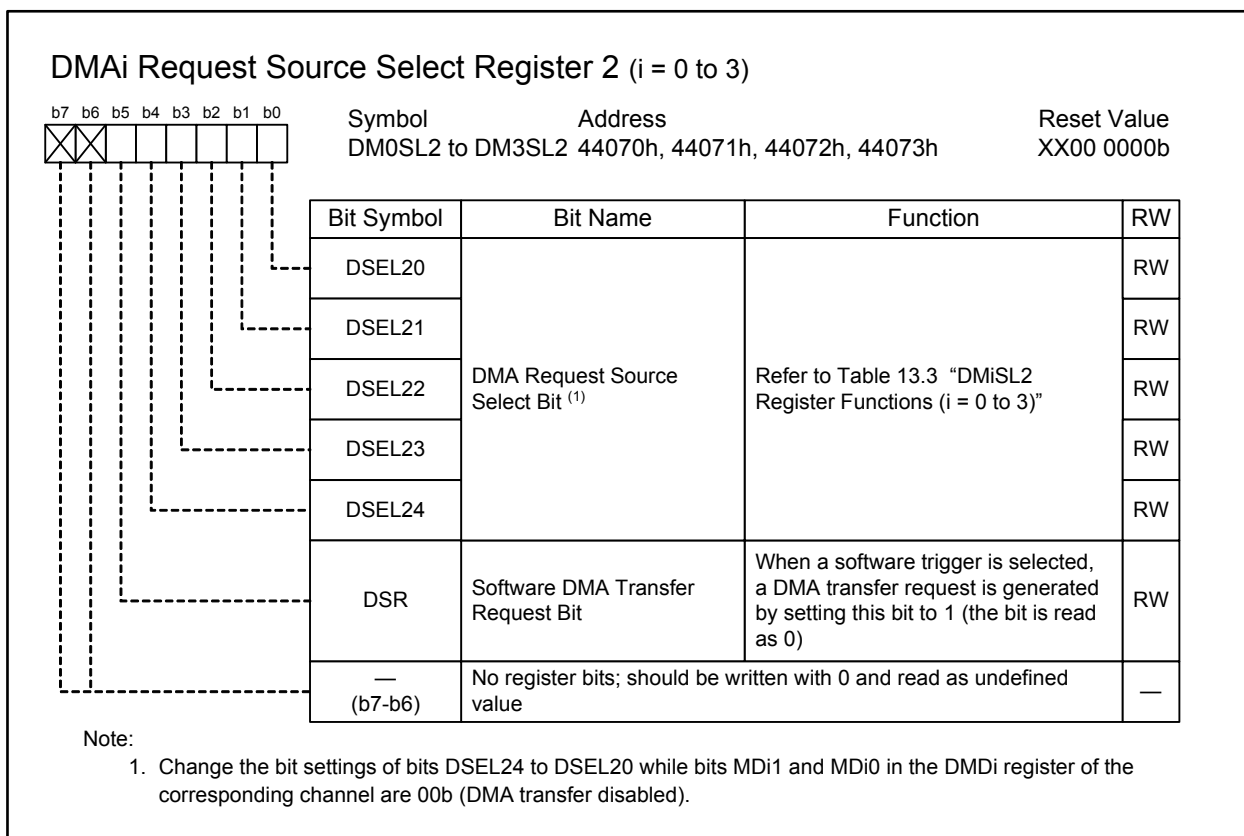 DMAi Request Source Select Register 2 (i = 0 to 3)
b7 b6 b5 b4 b3 b2 b1 b0
Symbol Address Reset Value
DM0SL2 to DM3SL2 44070h, 44071h, 44072h, 44073h XX00 0000b
Bit Symbol Bit Name Function RW
DSEL20 RW
DSEL21 RW
DSEL22 RW
DMA Request Source
Select Bit (1)
Refer to Table 13.3 “DMiSL2
Register Functions (i = 0 to 3)”
DSEL23 RW
DSEL24 RW
DSR
Software DMA Transfer
Request Bit
When a software trigger is selected,
a DMA transfer request is generated
by setting this bit to 1 (the bit is read
as 0)
RW
—
(b7-b6)
No register bits; should be written with 0 and read as undefined
value
—
Note:
1. Change the bit settings of bits DSEL24 to DSEL20 while bits MDi1 and MDi0 in the DMDi register of the
corresponding channel are 00b (DMA transfer disabled).